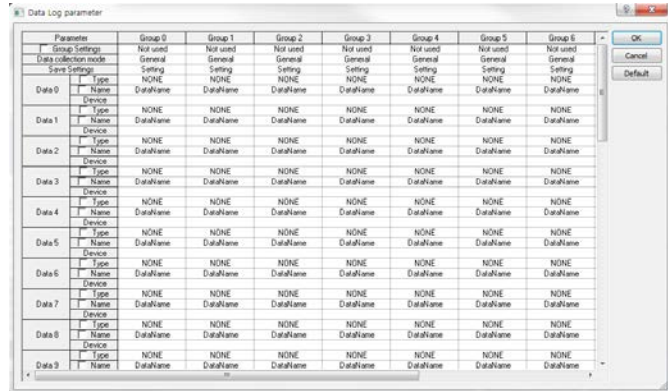 Data Log parameter
Parameter Group 0 Group 1 Group 2 Group 3 Group 4 Group 5 Group 6
Group Settings Not used Not used Not used Not used Not used Not used Not used
Data collection mode General General General General General General General
Save Settings Setting Setting Setting Setting Setting Setting Setting
Data 0 Type NONE NONE NONE NONE NONE NONE NONE
Name DataName DataName DataName DataName DataName DataName DataName
Device
Data 1 Type NONE NONE NONE NONE NONE NONE NONE
Name DataName DataName DataName DataName DataName DataName DataName
Device
Data 2 Type NONE NONE NONE NONE NONE NONE NONE
Name DataName DataName DataName DataName DataName DataName DataName
Device
Data 3 Type NONE NONE NONE NONE NONE NONE NONE
Name DataName DataName DataName DataName DataName DataName DataName
Device
Data 4 Type NONE NONE NONE NONE NONE NONE NONE
Name DataName DataName DataName DataName DataName DataName DataName
Device
Data 5 Type NONE NONE NONE NONE NONE NONE NONE
Name DataName DataName DataName DataName DataName DataName DataName
Device
Data 6 Type NONE NONE NONE NONE NONE NONE NONE
Name DataName DataName DataName DataName DataName DataName DataName
Device
Data 7 Type NONE NONE NONE NONE NONE NONE NONE
Name DataName DataName DataName DataName DataName DataName DataName
Device
Data 8 Type NONE NONE NONE NONE NONE NONE NONE
Name DataName DataName DataName DataName DataName DataName DataName
Device
Data 9 Type NONE NONE NONE NONE NONE NONE NONE
Name DataName DataName DataName DataName DataName DataName DataName
OK
Cancel
Default